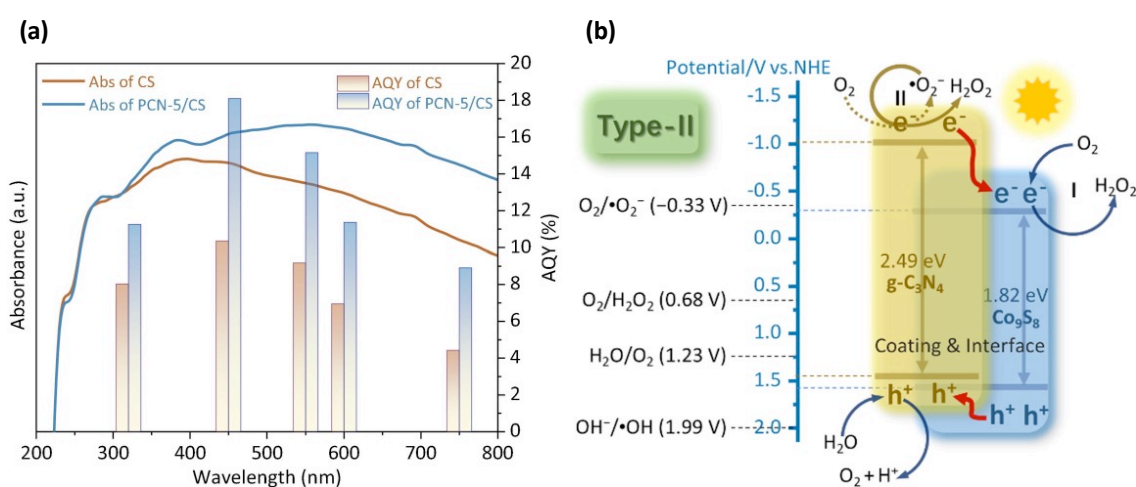 (a)
Abs of CS
Abs of PCN-5/CS
AQY of CS
AQY of PCN-5/CS
Absorbance (a.u.)
20
18
16
14
12
10
8
6
4
2
0
AQY (%)
200 300 400 500 600 700 800
Wavelength (nm)
(b)
Potential/V vs.NHE
Type-II
-1.5
-1.0
-0.5
0.0
0.5
1.0
1.5
2.0
O₂/•O₂⁻ (−0.33 V)
O₂/H₂O₂ (0.68 V)
H₂O/O₂ (1.23 V)
OH⁻/•OH (1.99 V)
O₂ II •O₂⁻ H₂O₂
e⁻ e⁻
O₂
e⁻ e⁻ I H₂O₂
2.49 eV
g-C₃N₄
1.82 eV
Co₉S₈
Coating & Interface
h⁺ h⁺
h⁺ h⁺
H₂O
O₂ + H⁺